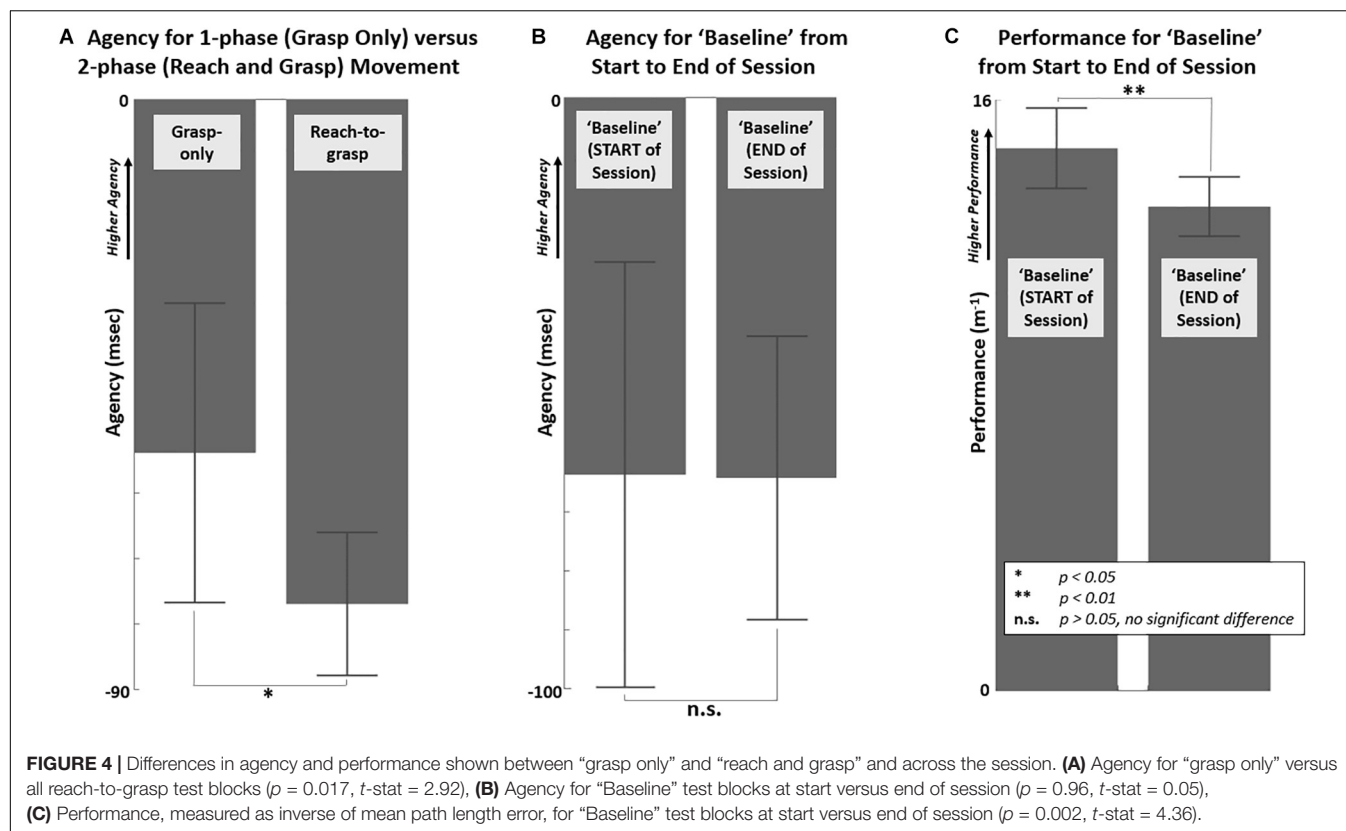 A Agency for 1-phase (Grasp Only) versus
2-phase (Reach and Grasp) Movement
0
Grasp-
only
Reach-to-
grasp
Higher Agency
Agency (msec)
-90
*
B Agency for ‘Baseline’ from
Start to End of Session
0
‘Baseline’
(START of
Session)
‘Baseline’
(END of
Session)
Higher Agency
Agency (msec)
-100
n.s.
C Performance for ‘Baseline’
from Start to End of Session
**
16
Higher Performance
‘Baseline’
(START of
Session)
‘Baseline’
(END of
Session)
Performance (m⁻¹)
* p < 0.05
** p < 0.01
n.s. p > 0.05, no significant difference
0
FIGURE 4 | Differences in agency and performance shown between “grasp only” and “reach and grasp” and across the session. (A) Agency for “grasp only” versus
all reach-to-grasp test blocks (p = 0.017, t-stat = 2.92), (B) Agency for “Baseline” test blocks at start versus end of session (p = 0.96, t-stat = 0.05),
(C) Performance, measured as inverse of mean path length error, for “Baseline” test blocks at start versus end of session (p = 0.002, t-stat = 4.36).